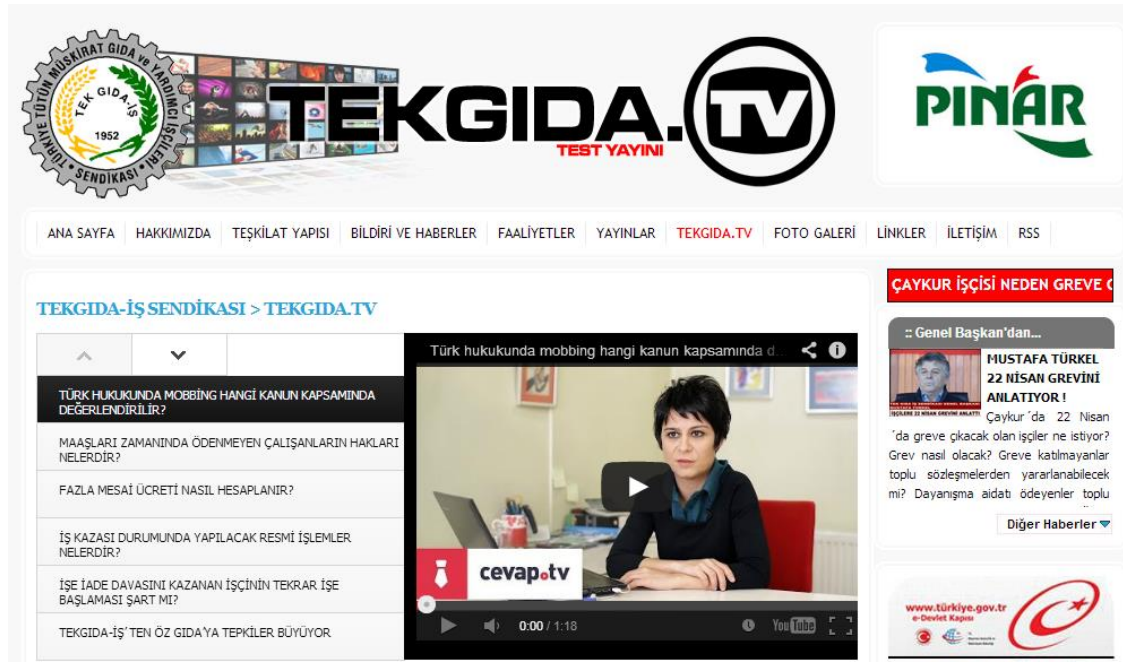 TÜRKİYE TÜTÜN MÜSKİRAT GIDA ve YARDIMCI İŞÇİLERİ
SENDİKASI
TEK GIDA-İŞ
1952
TEKGIDA.TV
TEST YAYINI
PINAR
ANA SAYFA
HAKKIMIZDA
TEŞKİLAT YAPISI
BİLDİRİ VE HABERLER
FAALİYETLER
YAYINLAR
TEKGIDA.TV
FOTO GALERİ
LİNKLER
İLETİŞİM
RSS
TEKGIDA-İŞ SENDİKASI > TEKGIDA.TV
TÜRK HUKUKUNDA MOBBİNG HANGİ KANUN KAPSAMINDA
DEĞERLENDİRİLİR?
MAAŞLARI ZAMANINDA ÖDENMEYEN ÇALIŞANLARIN HAKLARI
NELERDİR?
FAZLA MESAİ ÜCRETİ NASIL HESAPLANIR?
İŞ KAZASI DURUMUNDA YAPILACAK RESMİ İŞLEMLER
NELERDİR?
İŞE İADE DAVASINI KAZANAN İŞÇİNİN TEKRAR İŞE
BAŞLAMASI ŞART MI?
TEKGIDA-İŞ´TEN ÖZ GIDA'YA TEPKİLER BÜYÜYOR
Türk hukukunda mobbing hangi kanun kapsamında d...
cevap.tv
0:00 / 1:18
YouTube
ÇAYKUR İŞÇİSİ NEDEN GREVE
:: Genel Başkan'dan...
MUSTAFA TÜRKEL
22 NİSAN GREVİNİ
ANLATIYOR !
Çaykur´da 22 Nisan
´da greve çıkacak olan işçiler ne istiyor?
Grev nasıl olacak? Greve katılmayanlar
toplu sözleşmelerden yararlanabilecek
mi? Dayanışma aidatı ödeyenler toplu
Diğer Haberler
www.türkiye.gov.tr
e-Devlet Kapısı